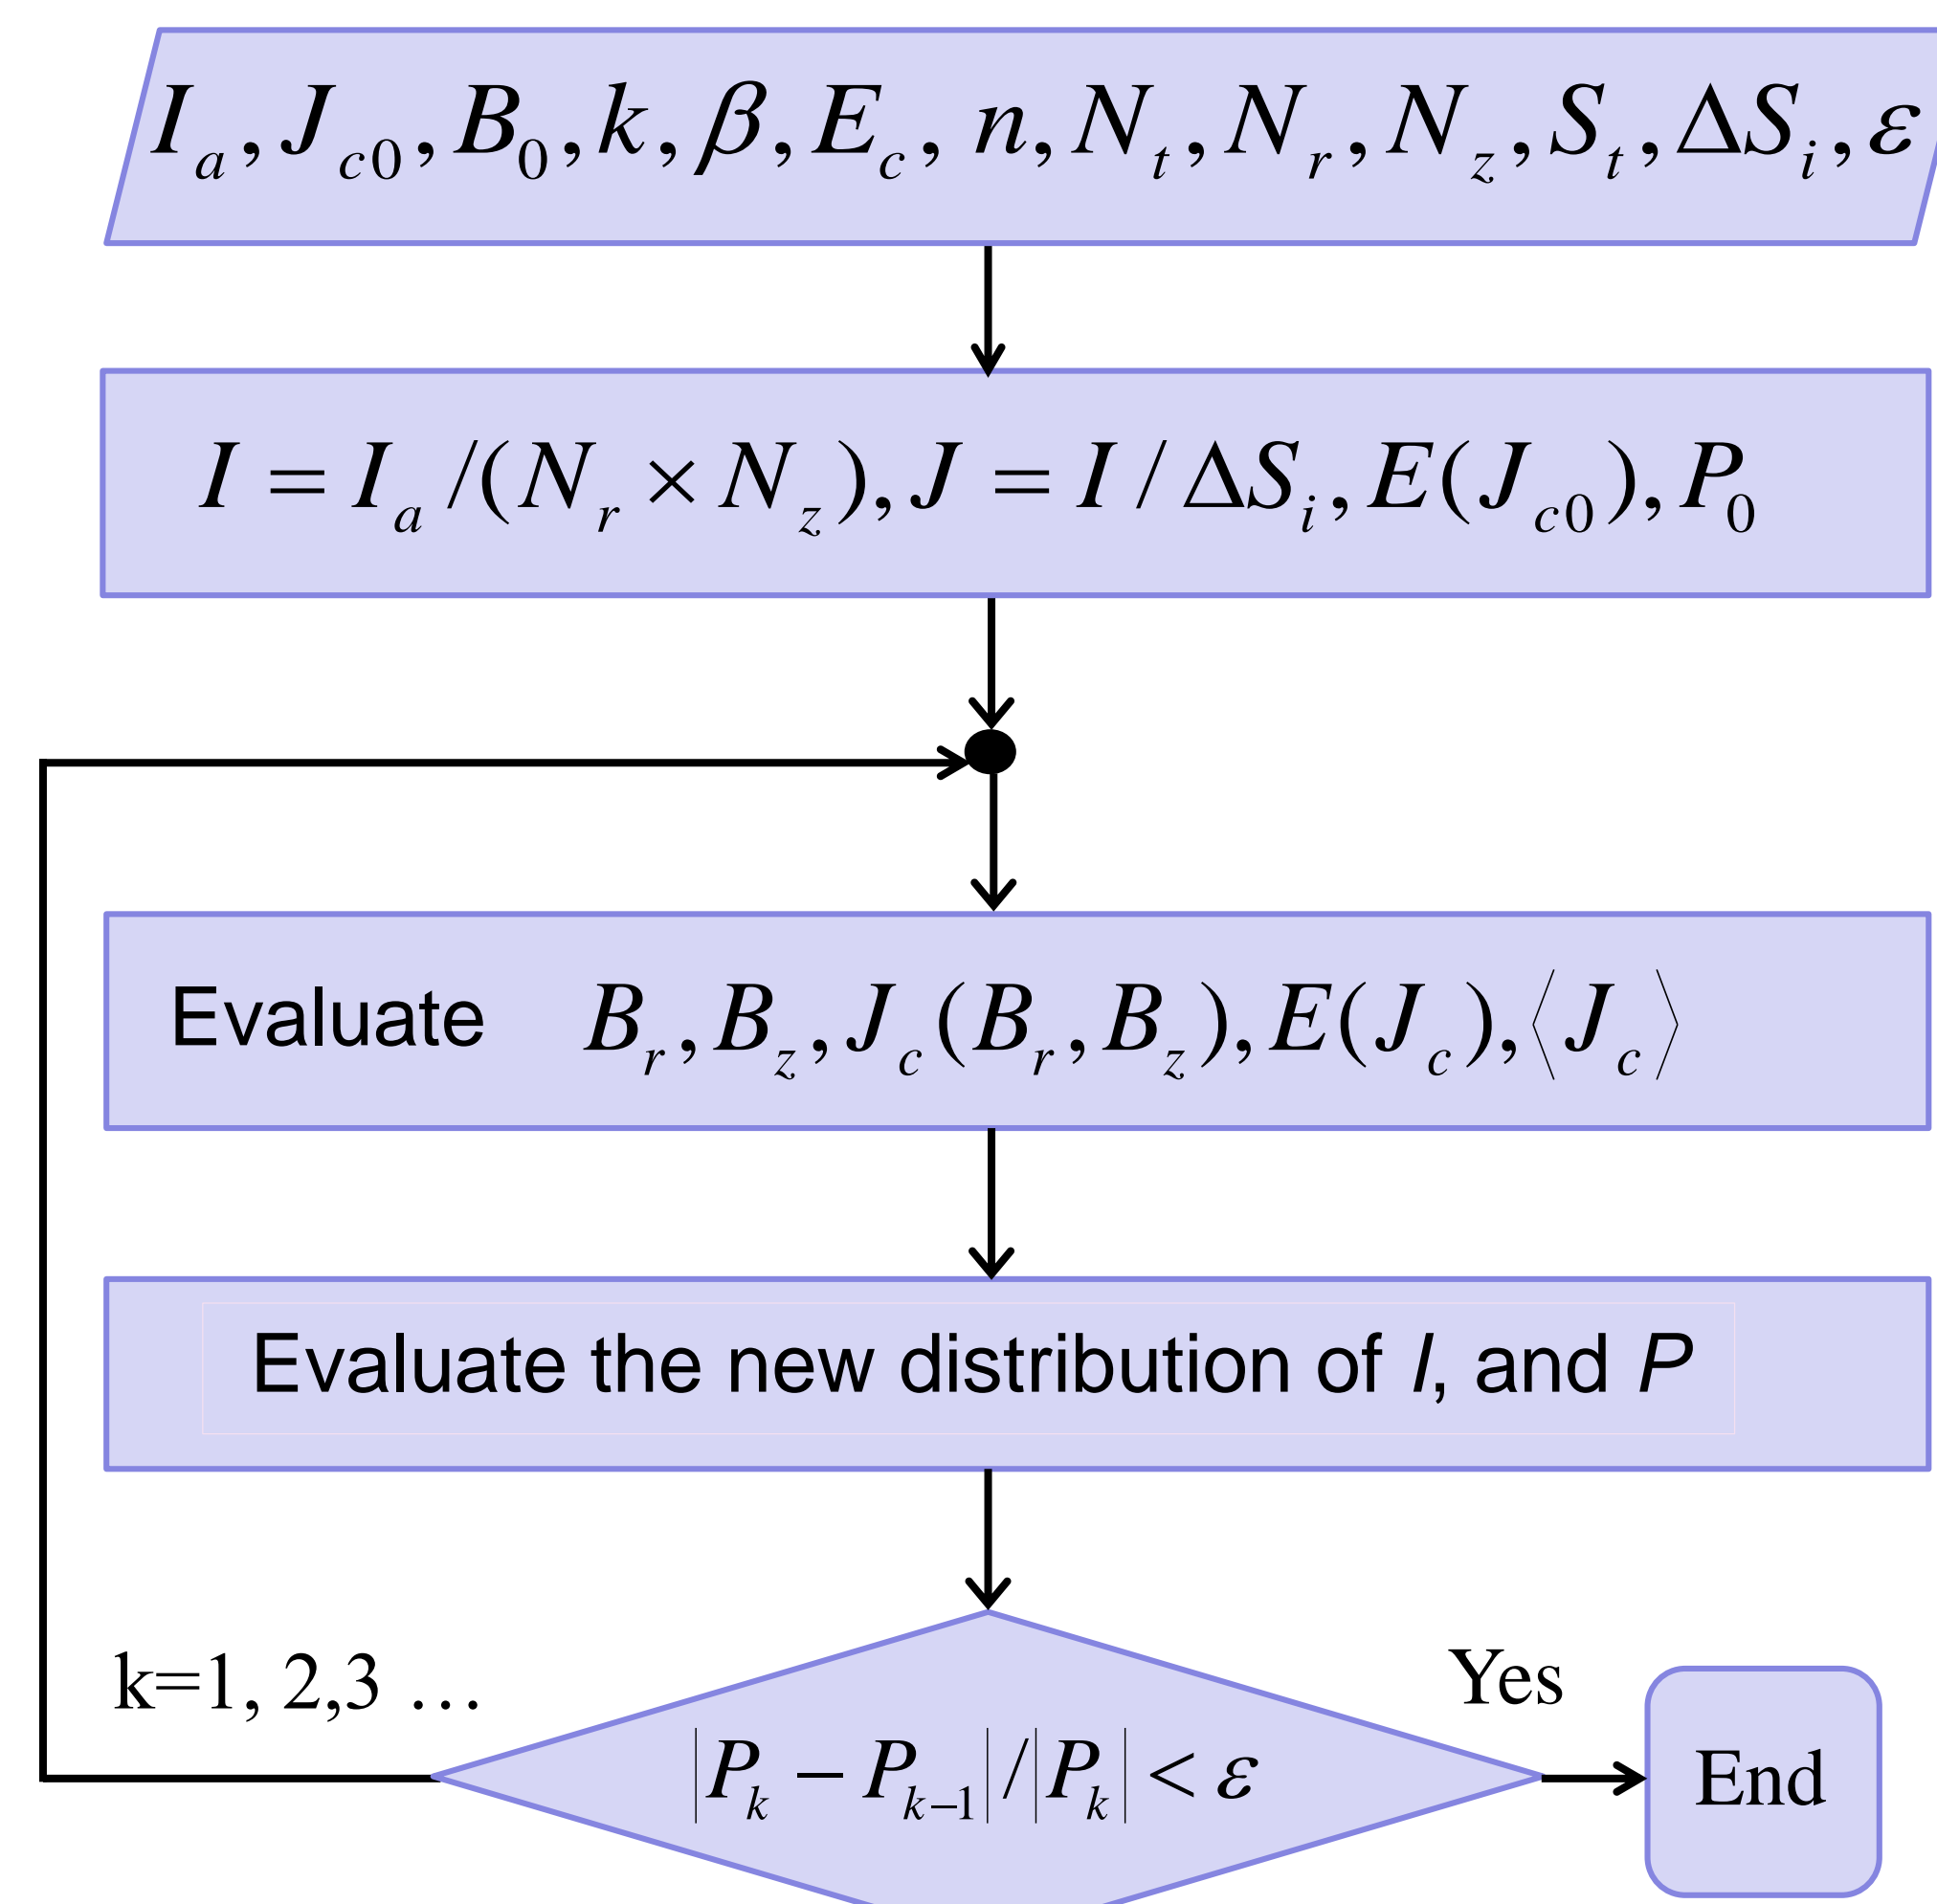 I_a, J_c0, B_0, k, β, E_c, n, N_t, N_r, N_z, S_t, ΔS_i, ε
I = I_a /(N_r × N_z), J = I / ΔS_i, E(J_c0), P_0
Evaluate B_r, B_z, J_c(B_r, B_z), E(J_c), ⟨J_c⟩
Evaluate the new distribution of I, and P
k=1, 2,3 ....
Yes
|P_k − P_k−1|/|P_k| < ε
End